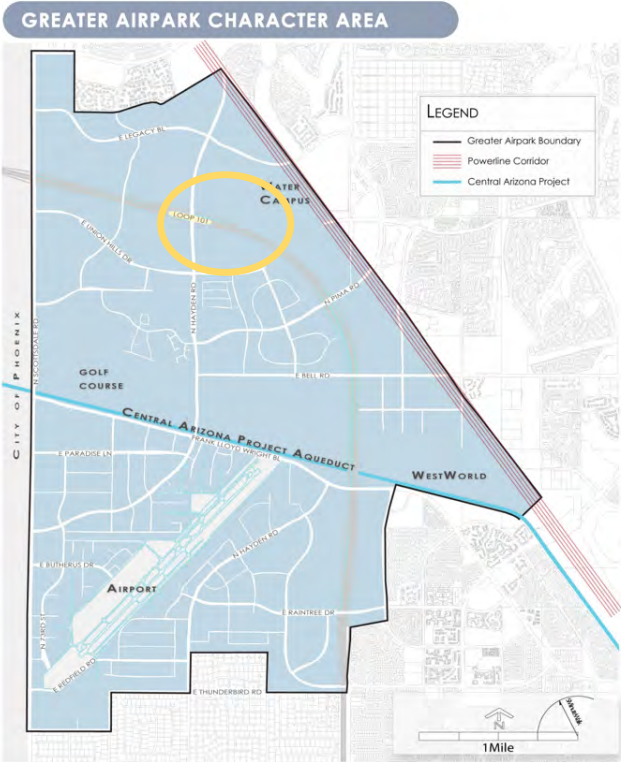 GREATER AIRPARK CHARACTER AREA
LEGEND
Greater Airpark Boundary
Powerline Corridor
Central Arizona Project
E LEGACY BL
WATER
CAMPUS
LOOP 101
E UNION HILLS DR
N HAYDEN RD
N PIMA RD
CITY OF PHOENIX
N SCOTTSDALE RD
GOLF
COURSE
E BELL RD
CENTRAL ARIZONA PROJECT AQUEDUCT
FRANK LLOYD WRIGHT BL
E PARADISE LN
WESTWORLD
N HAYDEN RD
E BUTHERUS DR
AIRPORT
E RAINTREE DR
N 73RD S
E REDFIELD RD
E THUNDERBIRD RD
N
1Mile